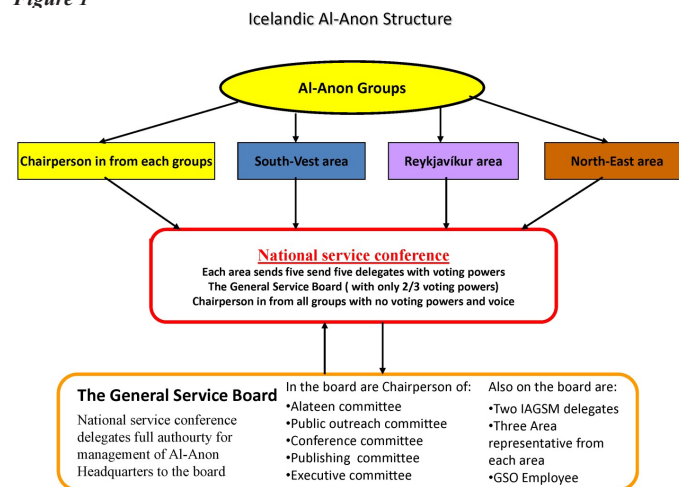 Figure 1
Icelandic Al-Anon Structure
Al-Anon Groups
Chairperson in from each groups
South-Vest area
Reykjavíkur area
North-East area
National service conference
Each area sends five send five delegates with voting powers
The General Service Board ( with only 2/3 voting powers)
Chairperson in from all groups with no voting powers and voice
The General Service Board
National service conference
delegates full authourty for
management of Al-Anon
Headquarters to the board
In the board are Chairperson of:
•Alateen committee
•Public outreach committee
•Conference committee
•Publishing committee
•Executive committee
Also on the board are:
•Two IAGSM delegates
•Three Area
representative from
each area
•GSO Employee